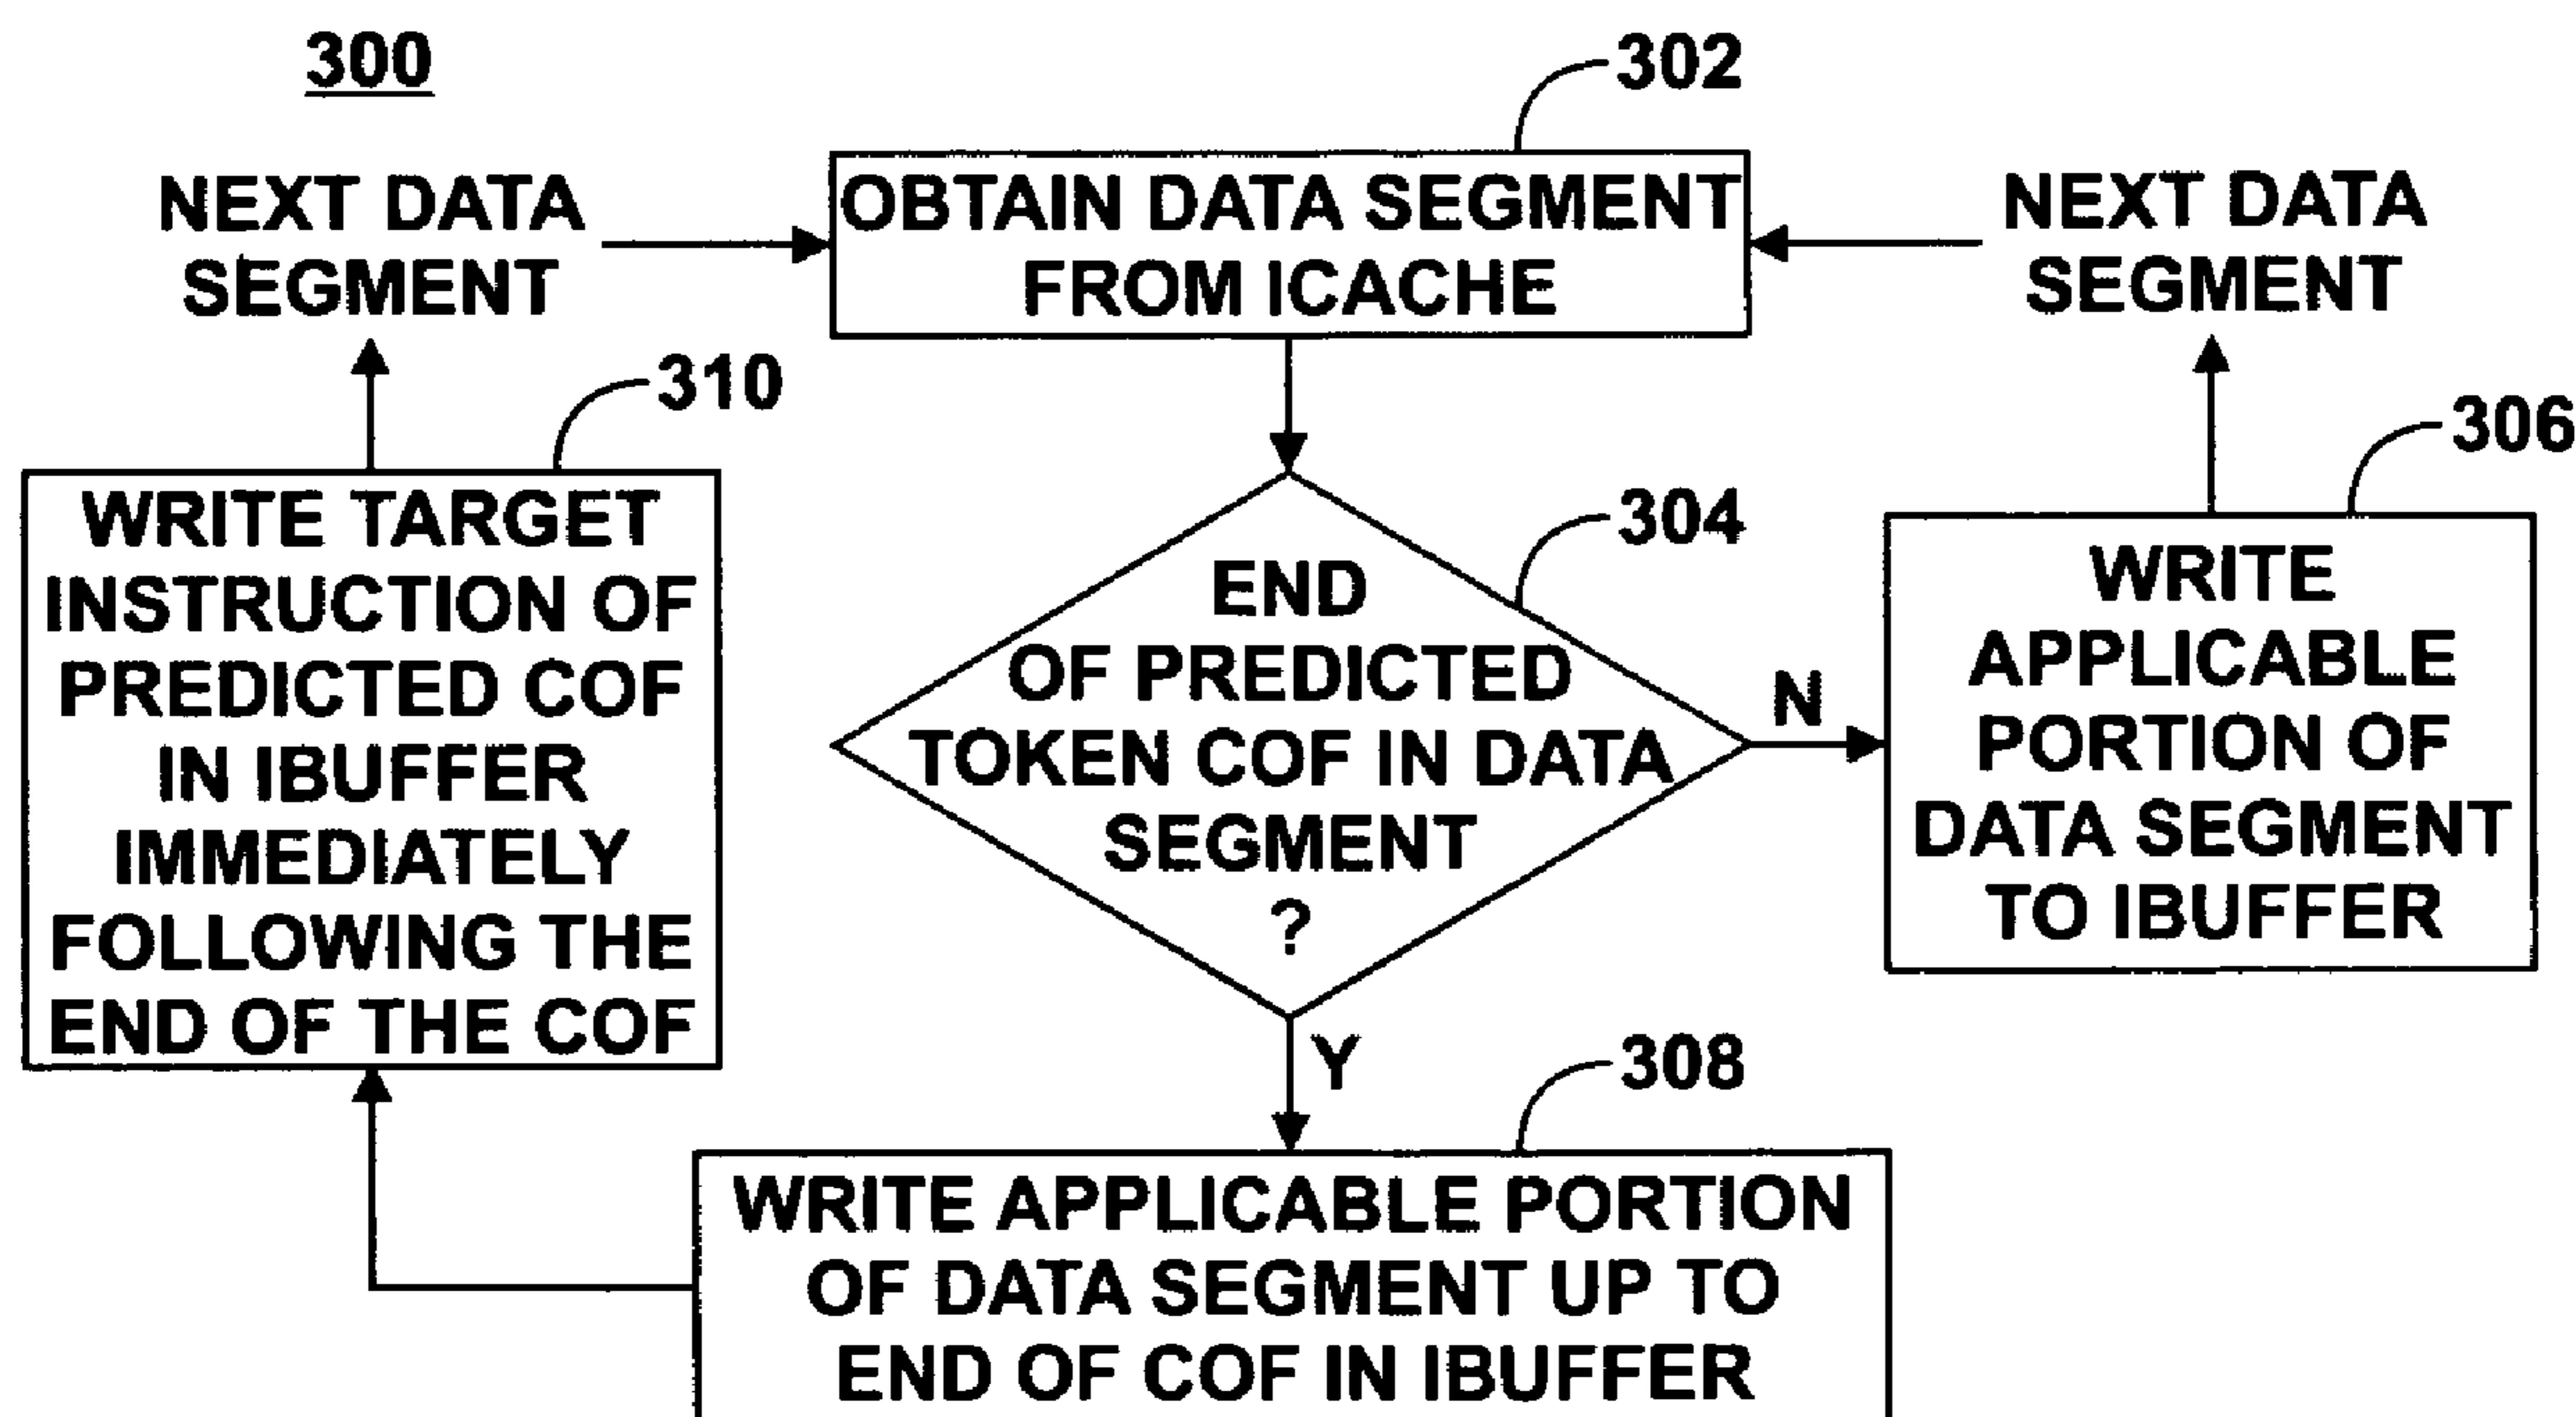 300
302
NEXT DATA
SEGMENT
OBTAIN DATA SEGMENT
FROM ICACHE
NEXT DATA
SEGMENT
310
306
WRITE TARGET
INSTRUCTION OF
PREDICTED COF
IN IBUFFER
IMMEDIATELY
FOLLOWING THE
END OF THE COF
304
END
OF PREDICTED
TOKEN COF IN DATA
SEGMENT
?
N
WRITE
APPLICABLE
PORTION OF
DATA SEGMENT
TO IBUFFER
Y
308
WRITE APPLICABLE PORTION
OF DATA SEGMENT UP TO
END OF COF IN IBUFFER